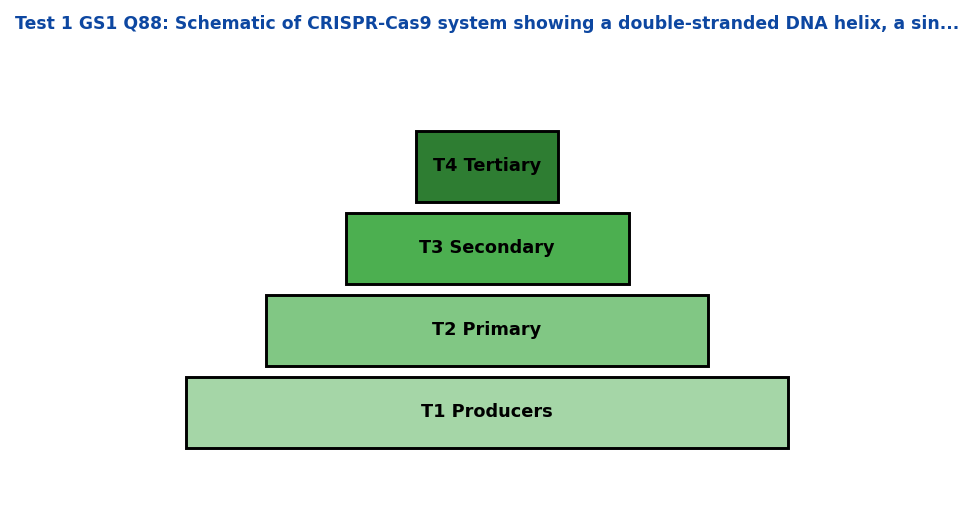 Test 1 GS1 Q88: Schematic of CRISPR-Cas9 system showing a double-stranded DNA helix, a sin...
T4 Tertiary
T3 Secondary
T2 Primary
T1 Producers